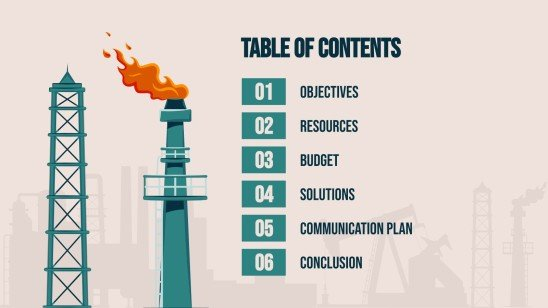 TABLE OF CONTENTS
01 OBJECTIVES
02 RESOURCES
03 BUDGET
04 SOLUTIONS
05 COMMUNICATION PLAN
06 CONCLUSION